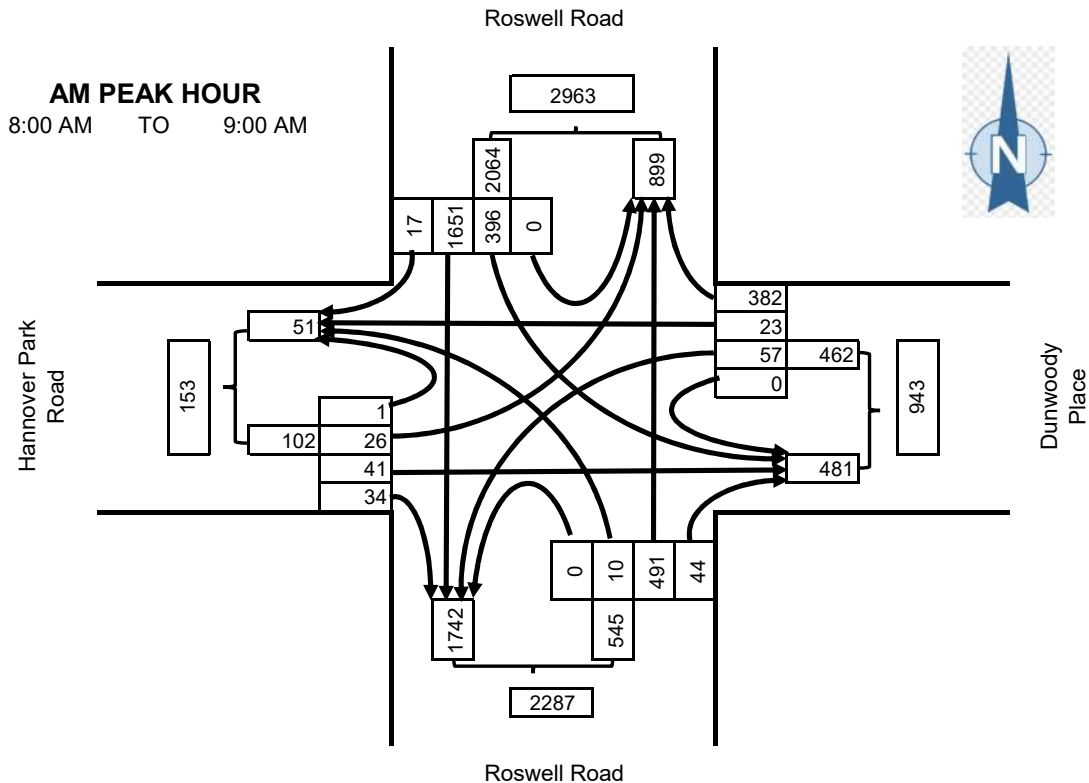 Roswell Road
AM PEAK HOUR
8:00 AM TO 9:00 AM
2963
2064
899
17 1651 396 0
N
382
51
23
57 462
0
153
943
Hannover Park
Road
Dunwoody
Place
1
102 26
41
34
481
0 10 491 44
1742
545
2287
Roswell Road